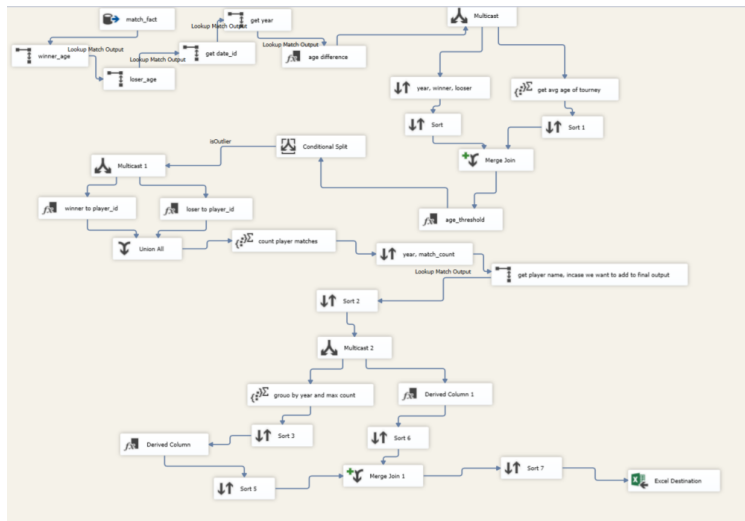 match_fact
get year
Multicast
Lookup Match Output
winner_age
Lookup Match Output
get date_id
Lookup Match Output
Lookup Match Output
age difference
loser_age
year, winner, looser
get avg age of tourney
Sort
Sort 1
isOutlier
Conditional Split
Merge Join
Multicast 1
winner to player_id
loser to player_id
age_threshold
Union All
count player matches
year, match_count
Lookup Match Output
get player name, incase we want to add to final output
Sort 2
Multicast 2
group by year and max count
Derived Column 1
Derived Column
Sort 3
Sort 6
Sort 5
Merge Join 1
Sort 7
Excel Destination